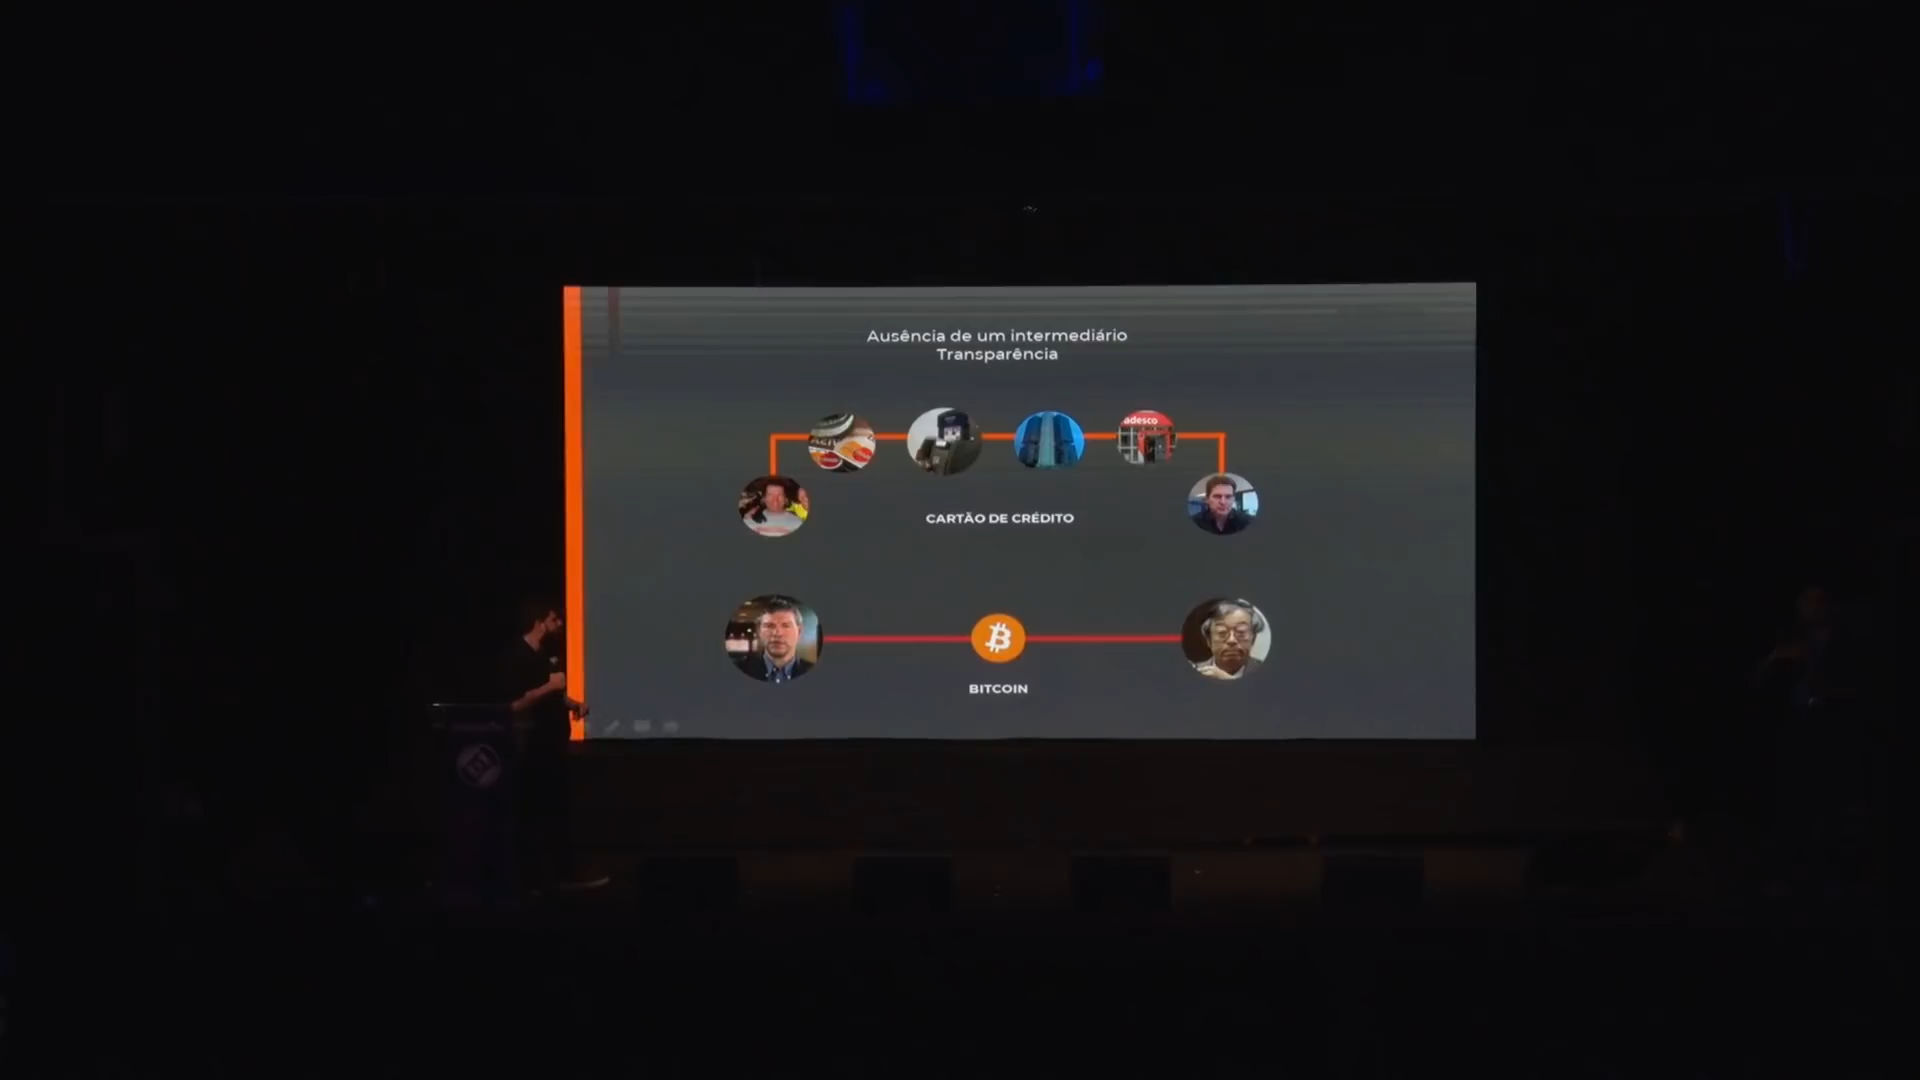 Ausência de um intermediário
Transparência
adesco
CARTÃO DE CRÉDITO
BITCOIN